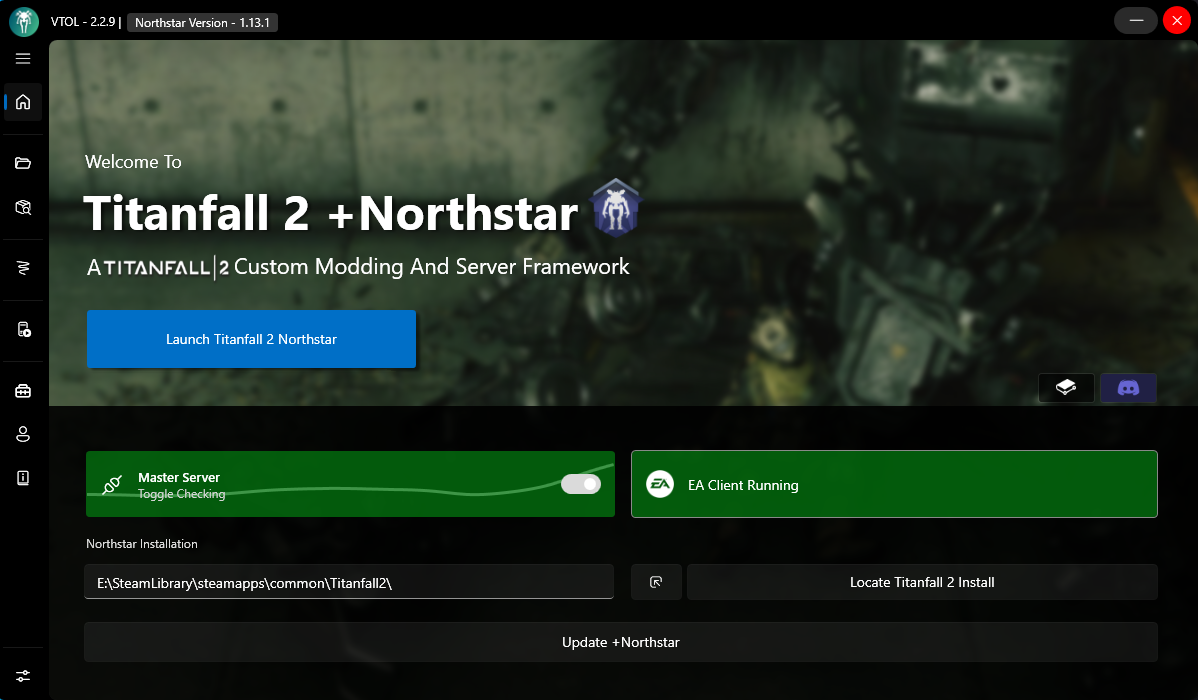 VTOL - 2.2.9 | Northstar Version - 1.13.1
Welcome To
Titanfall 2 +Northstar
A TITANFALL|2 Custom Modding And Server Framework
Launch Titanfall 2 Northstar
Master Server
Toggle Checking
EA EA Client Running
Northstar Installation
E:\SteamLibrary\steamapps\common\Titanfall2\
Locate Titanfall 2 Install
Update +Northstar